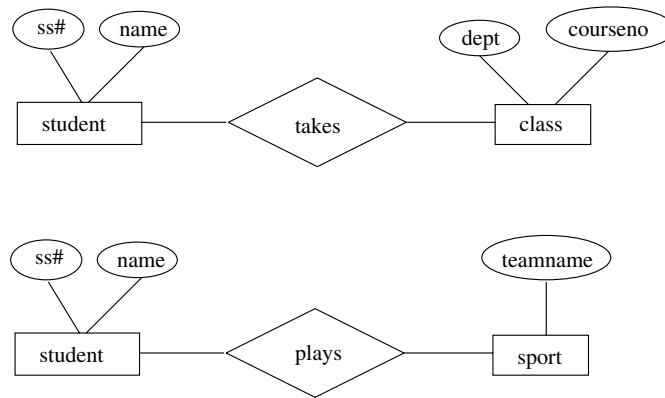 ss#
name
dept
courseno
student
takes
class
ss#
name
teamname
student
plays
sport